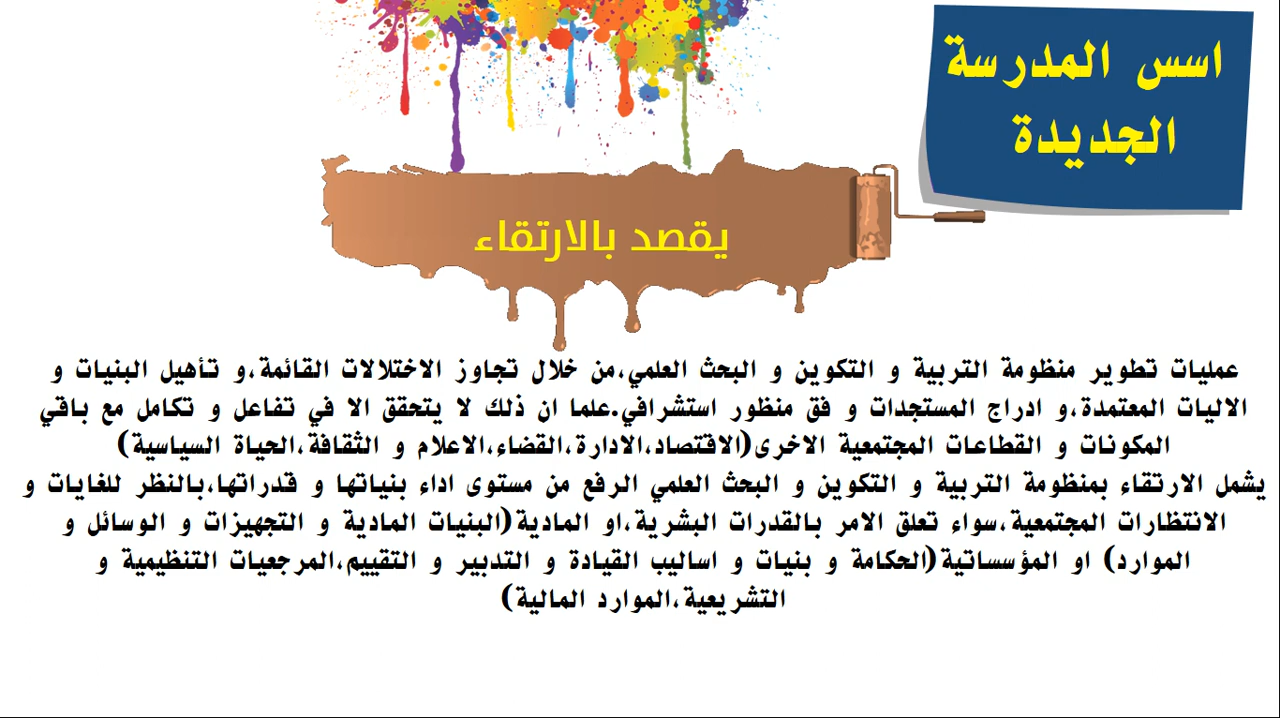 اسس المدرسة
الجديدة
يقصد بالارتقاء
عمليات تطوير منظومة التربية و التكوين و البحث العلمي،من خلال تجاوز الاختلالات القائمة،و تأهيل البنيات و
الاليات المعتمدة،و ادراج المستجدات و فق منظور استشرافي.علما ان ذلك لا يتحقق الا في تفاعل و تكامل مع باقي
المكونات و القطاعات المجتمعية الاخرى(الاقتصاد،الادارة،القضاء،الاعلام و الثقافة،الحياة السياسية)
يشمل الارتقاء بمنظومة التربية و التكوين و البحث العلمي الرفع من مستوى اداء بنياتها و قدراتها،بالنظر للغايات و
الانتظارات المجتمعية،سواء تعلق الامر بالقدرات البشرية،او المادية(البنيات المادية و التجهيزات و الوسائل و
الموارد) او المؤسساتية(الحكامة و بنيات و اساليب القيادة و التدبير و التقييم،المرجعيات التنظيمية و
التشريعية،الموارد المالية)